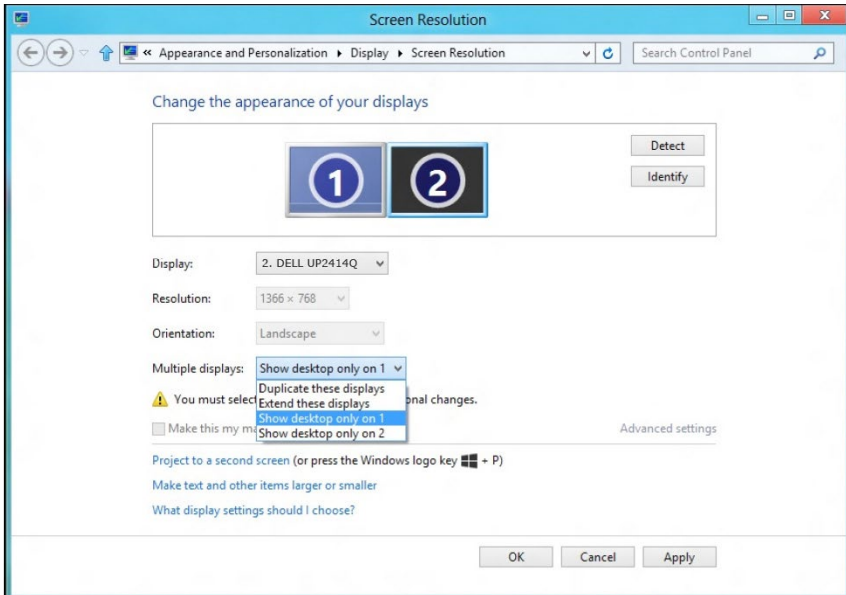 Screen Resolution
« Appearance and Personalization ▸ Display ▸ Screen Resolution
Search Control Panel
Change the appearance of your displays
1
2
Detect
Identify
Display: 2. DELL UP2414Q
Resolution: 1366 × 768
Orientation: Landscape
Multiple displays: Show desktop only on 1
Duplicate these displays
You must select
Extend these displays
onal changes.
Show desktop only on 1
Make this my
Show desktop only on 2
Advanced settings
Project to a second screen (or press the Windows logo key + P)
Make text and other items larger or smaller
What display settings should I choose?
OK
Cancel
Apply